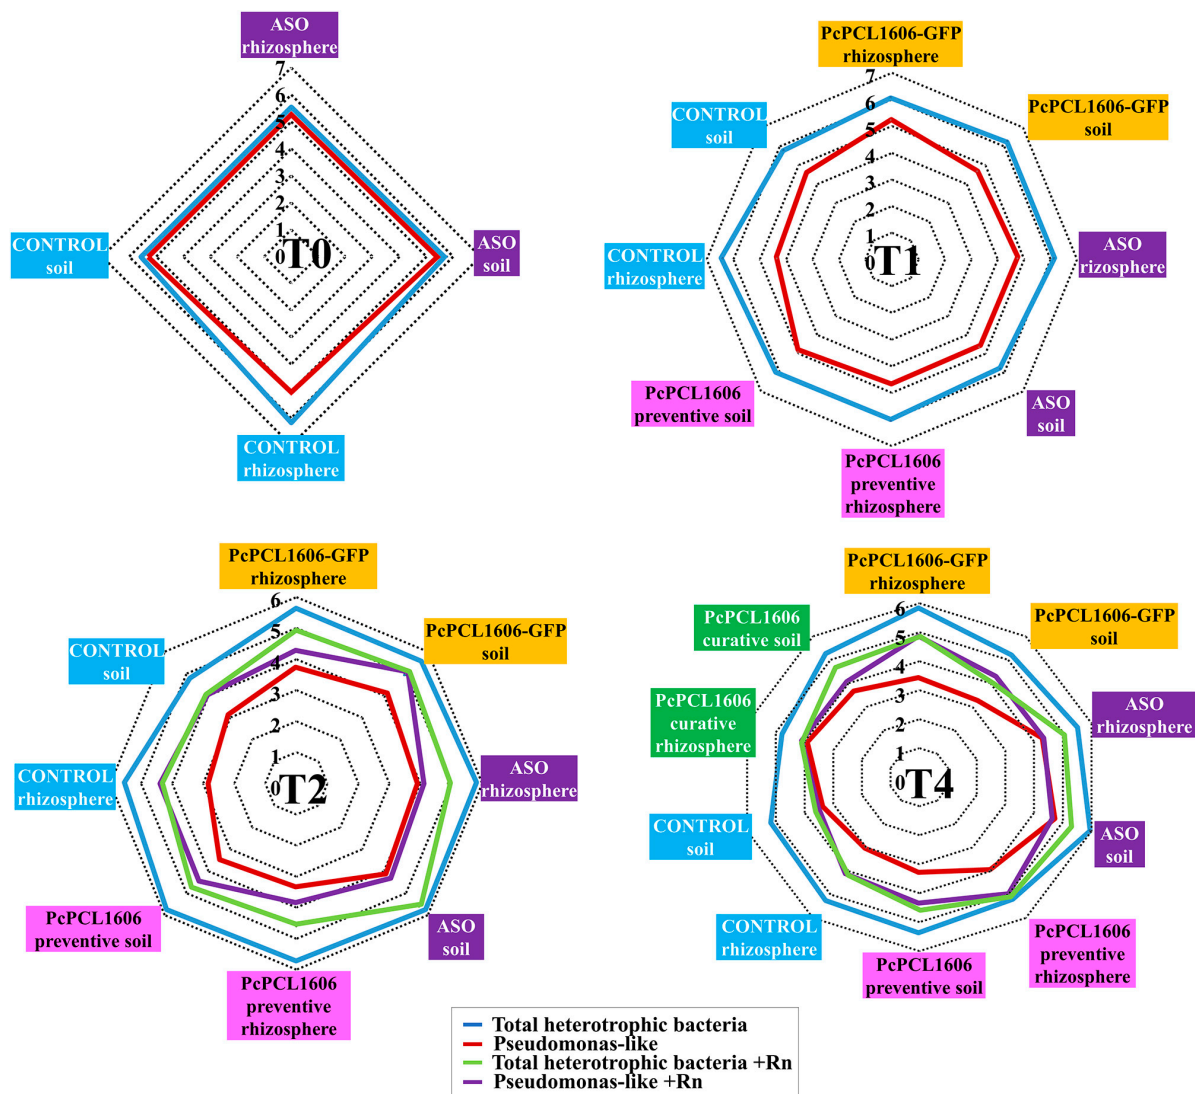 ASO
rhizosphere
7
6
5
4
3
2
1
0
T0
CONTROL
soil
ASO
soil
CONTROL
rhizosphere
PcPCL1606-GFP
rhizosphere
7
6
5
4
3
2
1
0
T1
CONTROL
soil
PcPCL1606-GFP
soil
CONTROL
rhizosphere
ASO
rizosphere
PcPCL1606
preventive soil
ASO
soil
PcPCL1606
preventive
rhizosphere
PcPCL1606-GFP
rhizosphere
6
5
4
3
2
1
0
T2
CONTROL
soil
PcPCL1606-GFP
soil
CONTROL
rhizosphere
ASO
rhizosphere
PcPCL1606
preventive soil
ASO
soil
PcPCL1606
preventive
rhizosphere
PcPCL1606-GFP
rhizosphere
6
5
4
3
2
1
0
T4
PcPCL1606
curative soil
PcPCL1606-GFP
soil
PcPCL1606
curative
rhizosphere
ASO
rhizosphere
CONTROL
soil
ASO
soil
CONTROL
rhizosphere
PcPCL1606
preventive soil
PcPCL1606
preventive
rhizosphere
Total heterotrophic bacteria
Pseudomonas-like
Total heterotrophic bacteria +Rn
Pseudomonas-like +Rn